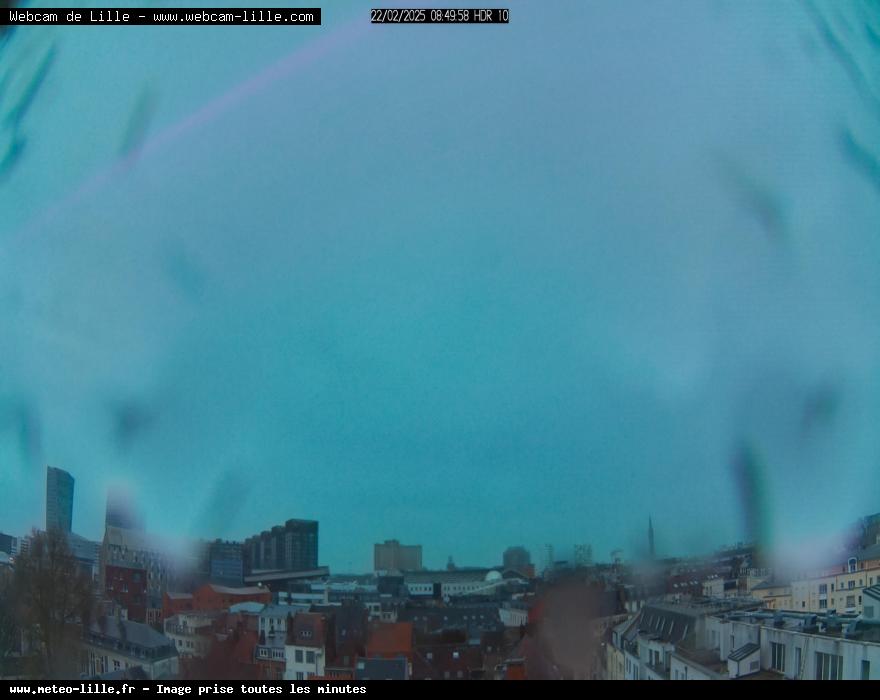 Webcam de Lille - www.webcam-lille.com
22/02/2025 08:49:58 HDR 10
www.meteo-lille.fr - Image prise toutes les minutes